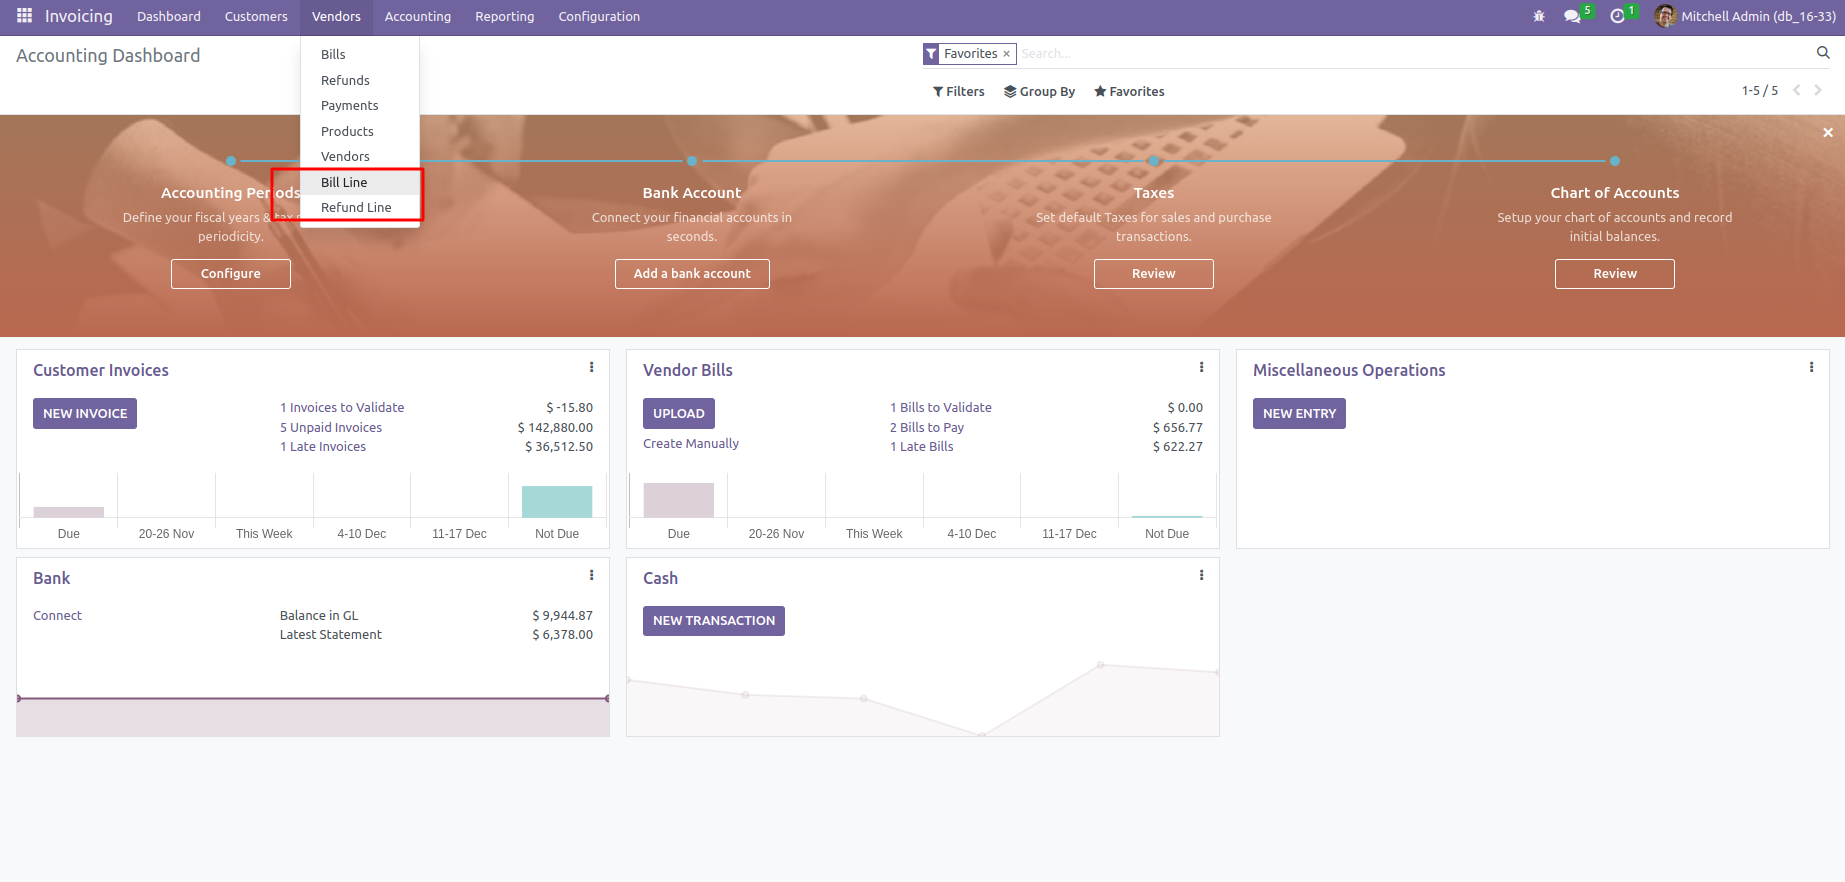 Invoicing Dashboard Customers Vendors Accounting Reporting Configuration 5 1 Mitchell Admin (db_16-33)
Accounting Dashboard
Favorites × Search...
Filters Group By Favorites 1-5 / 5
Bills
Refunds
Payments
Products
Vendors
Bill Line
Refund Line
Accounting Periods
Define your fiscal years & tax
periodicity.
Configure
Bank Account
Connect your financial accounts in
seconds.
Add a bank account
Taxes
Set default Taxes for sales and purchase
transactions.
Review
Chart of Accounts
Setup your chart of accounts and record
initial balances.
Review
×
Customer Invoices
NEW INVOICE
1 Invoices to Validate $ -15.80
5 Unpaid Invoices $ 142,880.00
1 Late Invoices $ 36,512.50
Due 20-26 Nov This Week 4-10 Dec 11-17 Dec Not Due
Vendor Bills
UPLOAD
Create Manually
1 Bills to Validate $ 0.00
2 Bills to Pay $ 656.77
1 Late Bills $ 622.27
Due 20-26 Nov This Week 4-10 Dec 11-17 Dec Not Due
Miscellaneous Operations
NEW ENTRY
Bank
Connect
Balance in GL $ 9,944.87
Latest Statement $ 6,378.00
Cash
NEW TRANSACTION